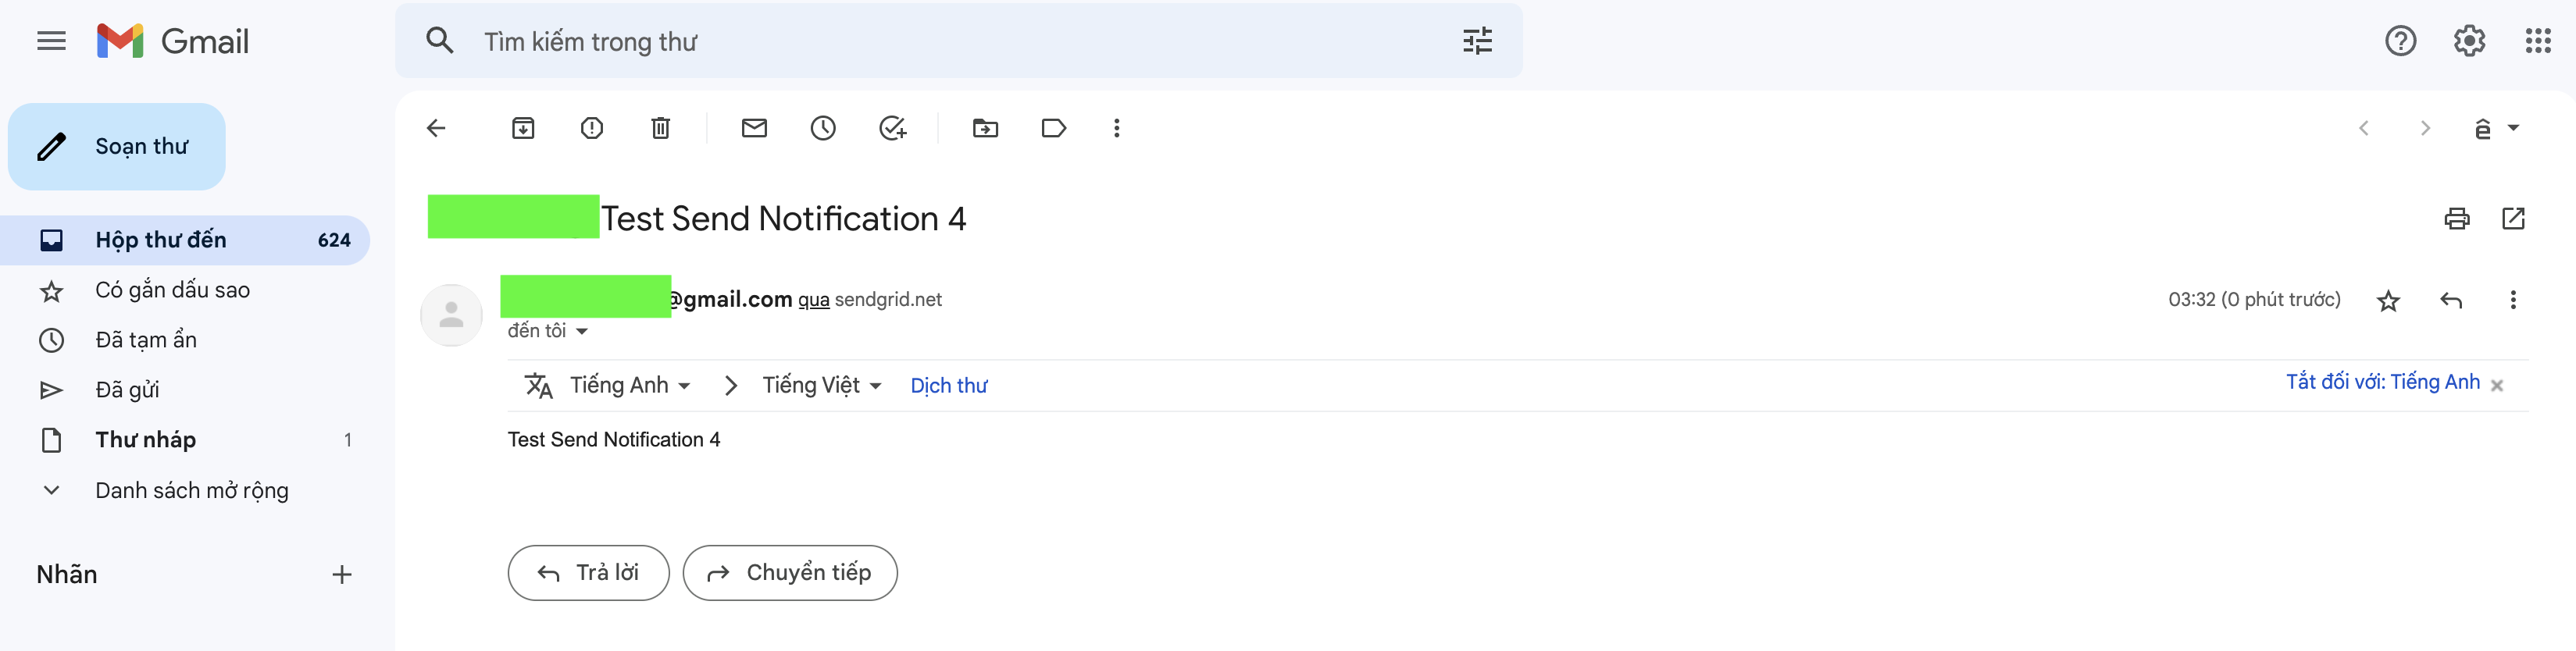 Gmail
Tìm kiếm trong thư
Soạn thư
Hộp thư đến 624
Có gắn dấu sao
Đã tạm ẩn
Đã gửi
Thư nháp 1
Danh sách mở rộng
Nhãn
ê
Test Send Notification 4
@gmail.com qua sendgrid.net
03:32 (0 phút trước)
đến tôi
Tiếng Anh > Tiếng Việt Dịch thư
Tắt đối với: Tiếng Anh ×
Test Send Notification 4
Trả lời
Chuyển tiếp